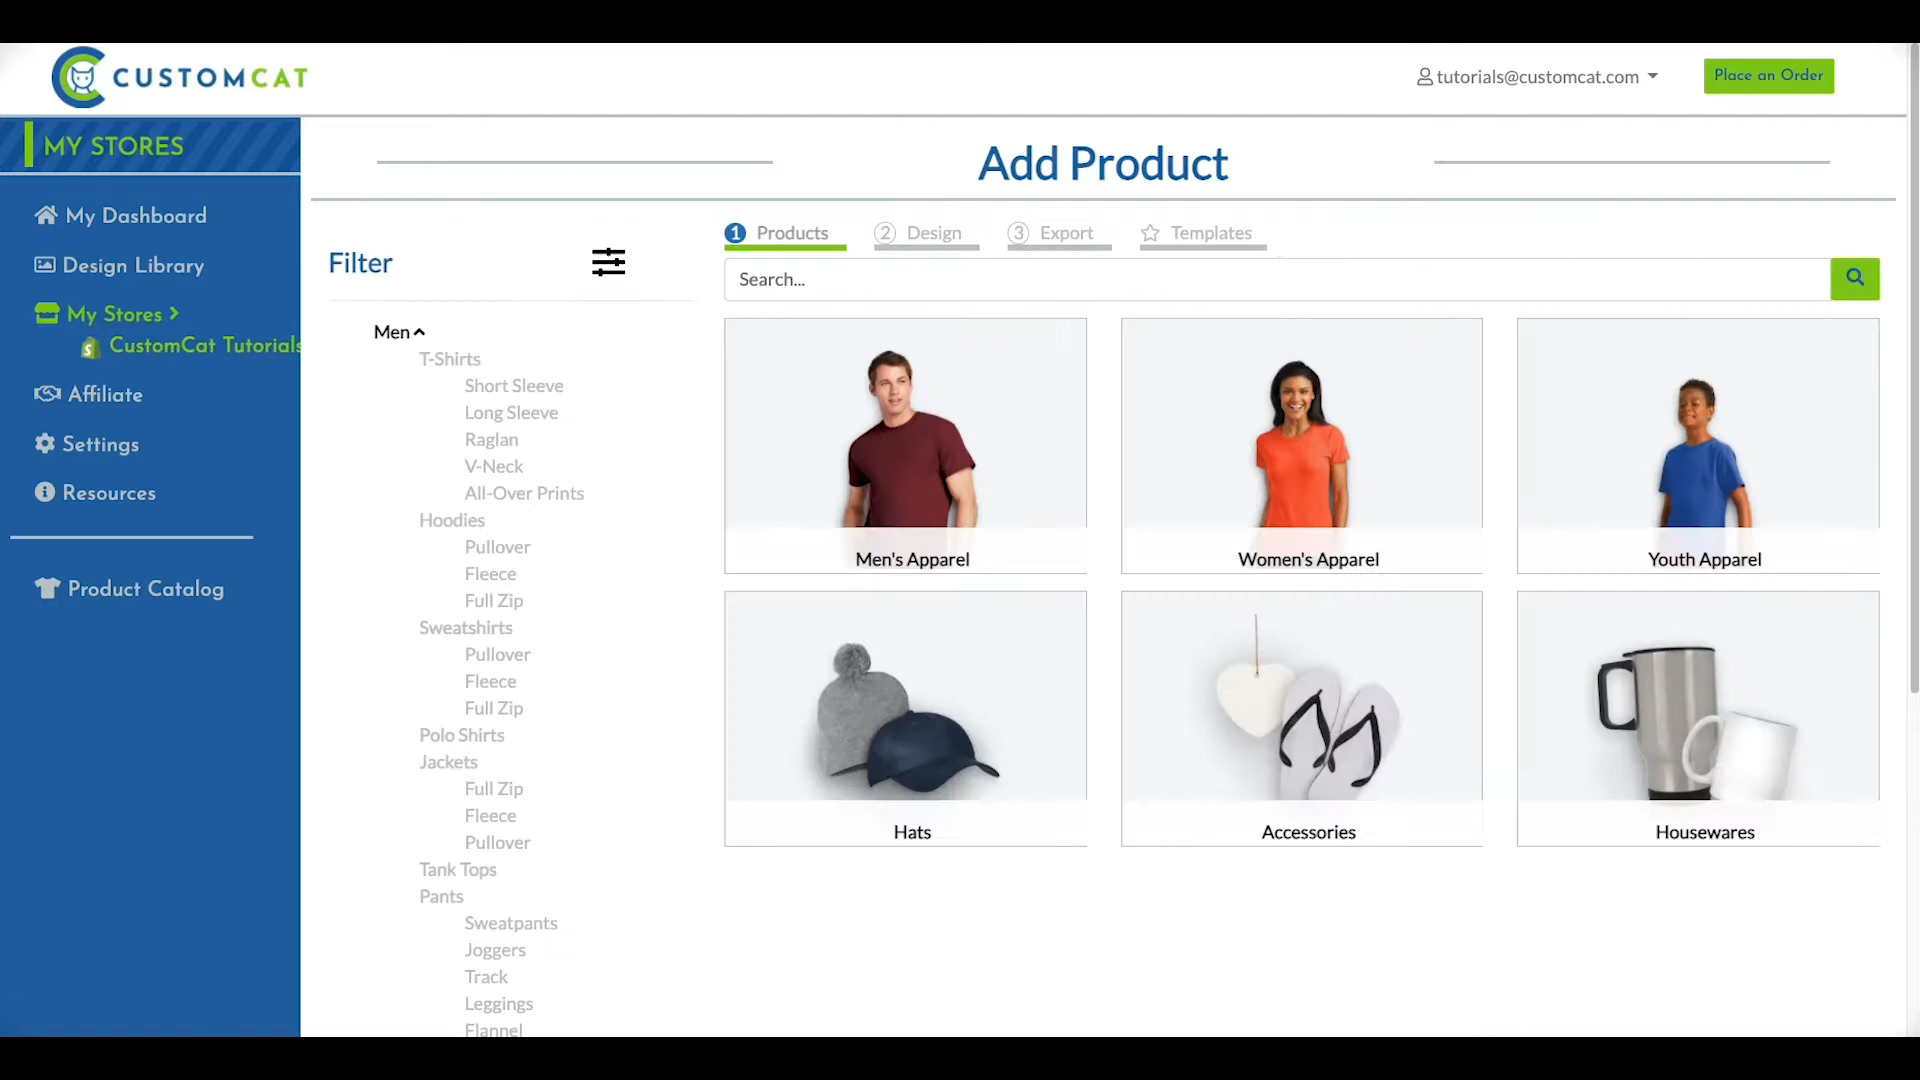 CUSTOMCAT
tutorials@customcat.com
Place an Order
MY STORES
My Dashboard
Design Library
My Stores
CustomCat Tutorials
Affiliate
Settings
Resources
Product Catalog
Add Product
Filter
Men
T-Shirts
Short Sleeve
Long Sleeve
Raglan
V-Neck
All-Over Prints
Hoodies
Pullover
Fleece
Full Zip
Sweatshirts
Pullover
Fleece
Full Zip
Polo Shirts
Jackets
Full Zip
Fleece
Pullover
Tank Tops
Pants
Sweatpants
Joggers
Track
Leggings
Flannel
1 Products
2 Design
3 Export
Templates
Search...
Men's Apparel
Women's Apparel
Youth Apparel
Hats
Accessories
Housewares